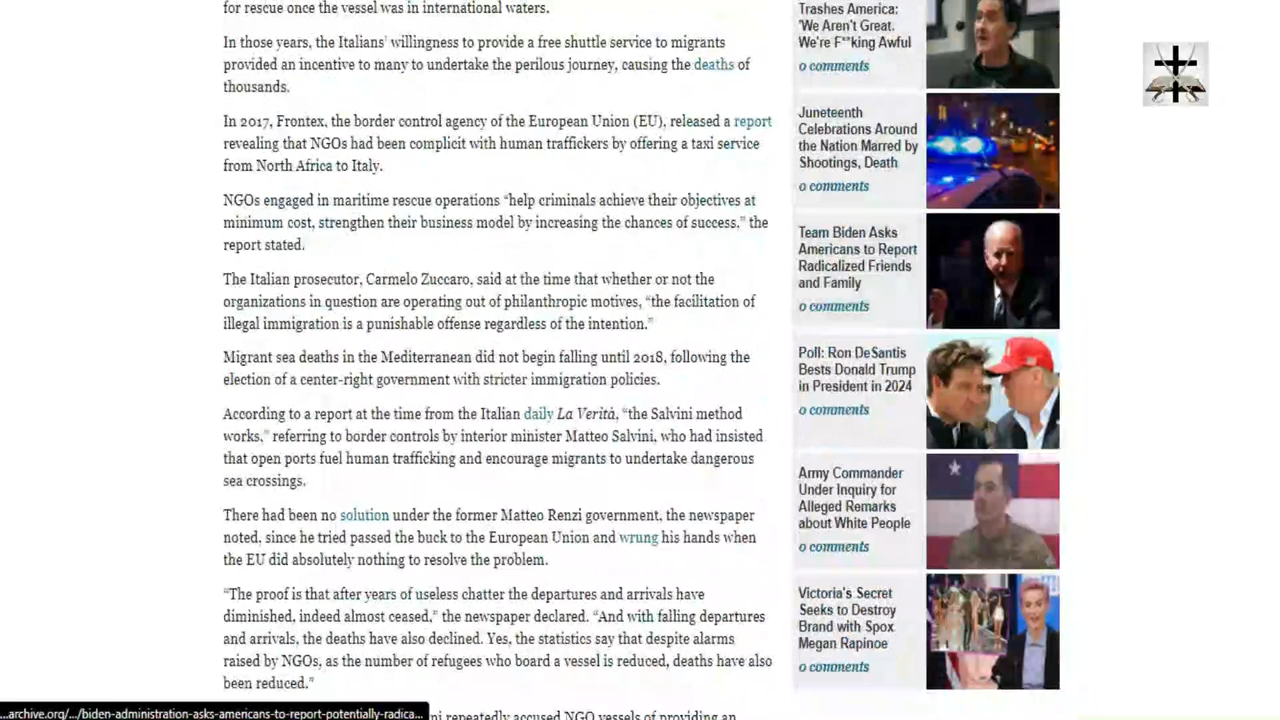 for rescue once the vessel was in international waters.
In those years, the Italians' willingness to provide a free shuttle service to migrants
provided an incentive to many to undertake the perilous journey, causing the deaths of
thousands.
In 2017, Frontex, the border control agency of the European Union (EU), released a report
revealing that NGOs had been complicit with human traffickers by offering a taxi service
from North Africa to Italy.
NGOs engaged in maritime rescue operations “help criminals achieve their objectives at
minimum cost, strengthen their business model by increasing the chances of success,” the
report stated.
The Italian prosecutor, Carmelo Zuccaro, said at the time that whether or not the
organizations in question are operating out of philanthropic motives, “the facilitation of
illegal immigration is a punishable offense regardless of the intention.”
Migrant sea deaths in the Mediterranean did not begin falling until 2018, following the
election of a center-right government with stricter immigration policies.
According to a report at the time from the Italian daily La Verità, “the Salvini method
works,” referring to border controls by interior minister Matteo Salvini, who had insisted
that open ports fuel human trafficking and encourage migrants to undertake dangerous
sea crossings.
There had been no solution under the former Matteo Renzi government, the newspaper
noted, since he tried passed the buck to the European Union and wrung his hands when
the EU did absolutely nothing to resolve the problem.
“The proof is that after years of useless chatter the departures and arrivals have
diminished, indeed almost ceased,” the newspaper declared. “And with falling departures
and arrivals, the deaths have also declined. Yes, the statistics say that despite alarms
raised by NGOs, as the number of refugees who board a vessel is reduced, deaths have also
been reduced.”
ni repeatedly accused NGO vessels of providing an
...archive.org/.../biden-administration-asks-americans-to-report-potentially-radica...
Trashes America:
'We Aren't Great.
We're F**king Awful
0 comments
Juneteenth
Celebrations Around
the Nation Marred by
Shootings, Death
0 comments
Team Biden Asks
Americans to Report
Radicalized Friends
and Family
0 comments
Poll: Ron DeSantis
Bests Donald Trump
in President in 2024
0 comments
Army Commander
Under Inquiry for
Alleged Remarks
about White People
0 comments
Victoria's Secret
Seeks to Destroy
Brand with Spox
Megan Rapinoe
0 comments